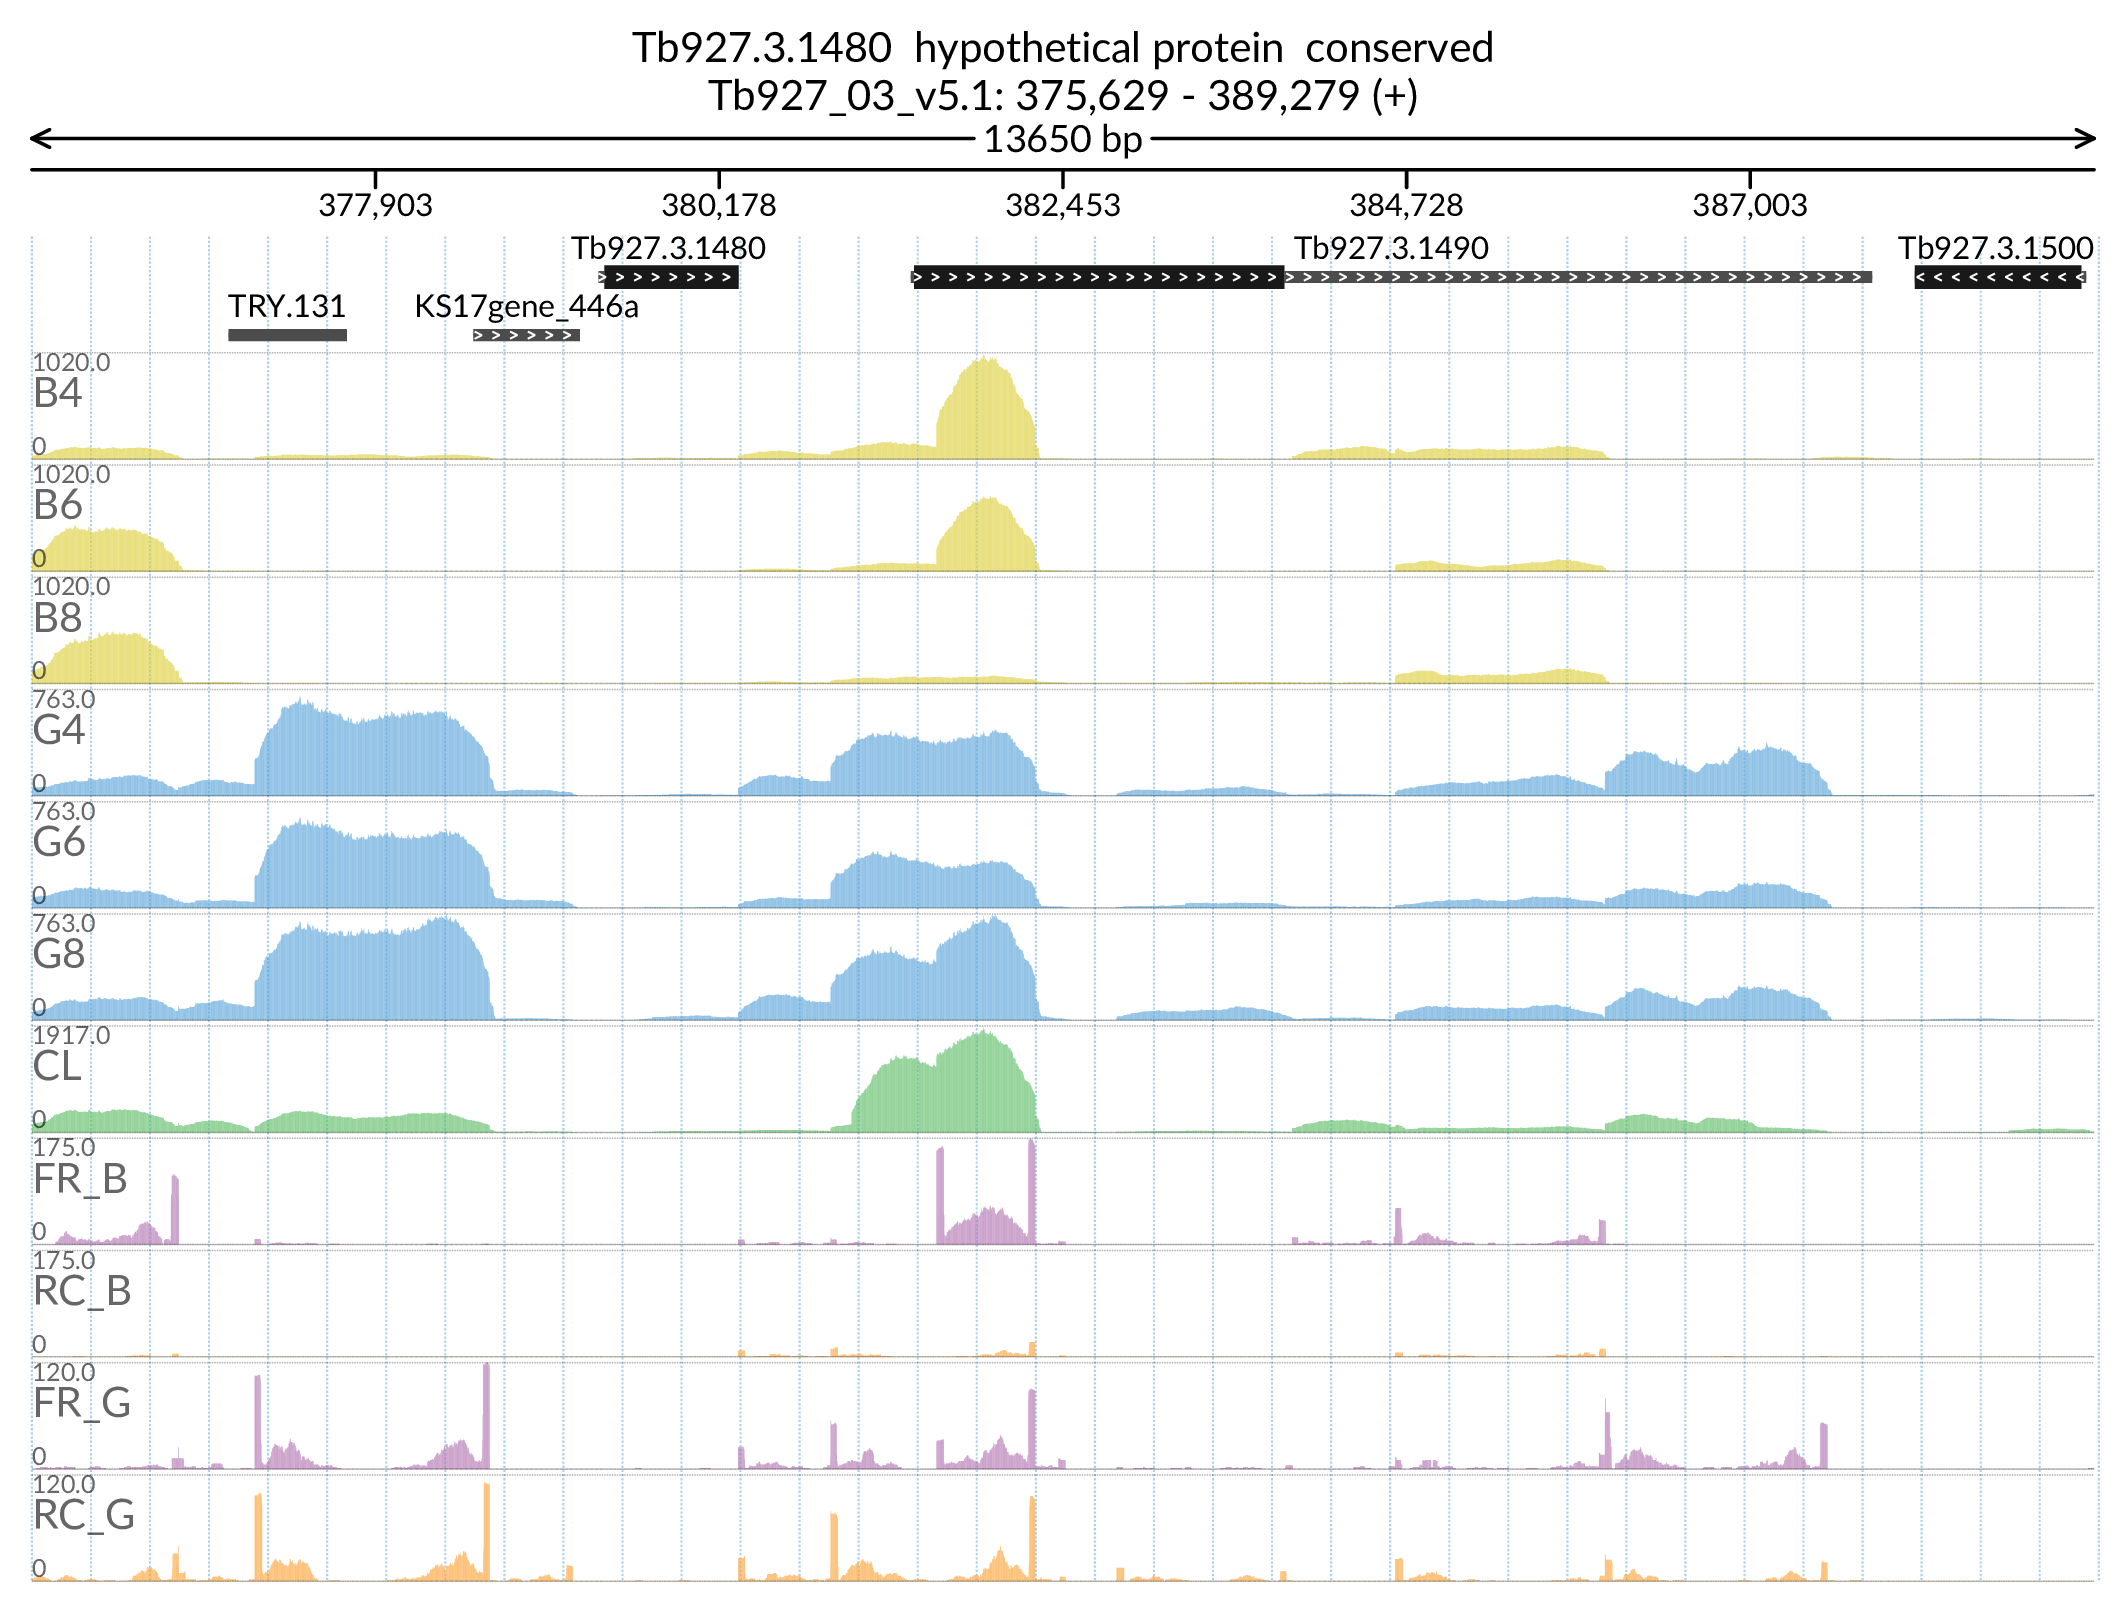 Tb927.3.1480 hypothetical protein conserved
Tb927_03_v5.1: 375,629 - 389,279 (+)
13650 bp
377,903 380,178 382,453 384,728 387,003
Tb927.3.1480 Tb927.3.1490 Tb927.3.1500
TRY.131 KS17gene_446a
1020.0
B4
0
1020.0
B6
0
1020.0
B8
0
763.0
G4
0
763.0
G6
0
763.0
G8
0
1917.0
CL
0
175.0
FR_B
0
175.0
RC_B
0
120.0
FR_G
0
120.0
RC_G
0